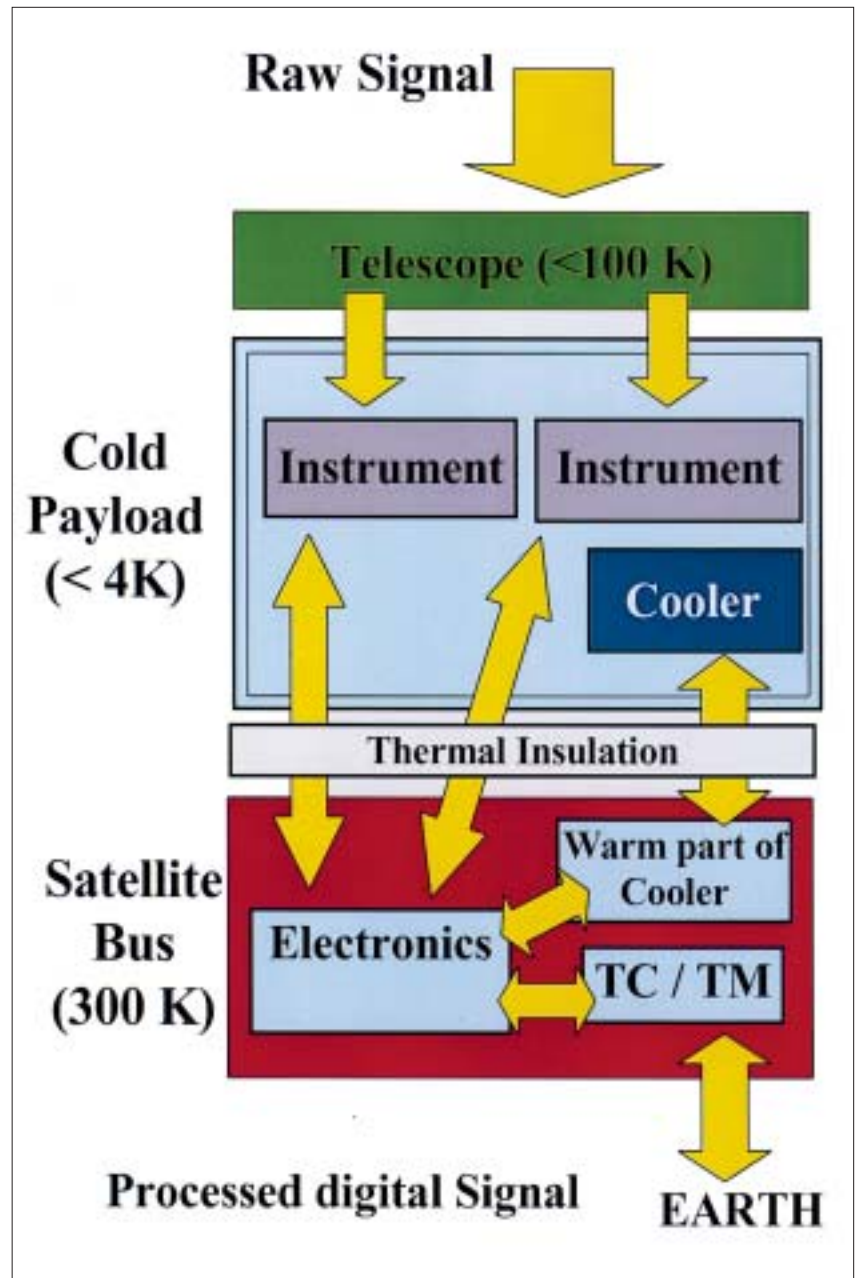 Raw Signal
Telescope (<100 K)
Cold
Payload
(< 4K)
Instrument
Instrument
Cooler
Thermal Insulation
Satellite
Bus
(300 K)
Warm part of
Cooler
Electronics
TC / TM
Processed digital Signal
EARTH